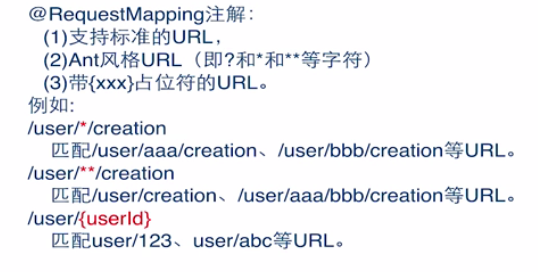 @RequestMapping注解：
(1)支持标准的URL，
(2)Ant风格URL（即?和*和**等字符）
(3)带{xxx}占位符的URL。
例如:
/user/*/creation
匹配/user/aaa/creation、/user/bbb/creation等URL。
/user/**/creation
匹配/user/creation、/user/aaa/bbb/creation等URL。
/user/{userId}
匹配user/123、user/abc等URL。